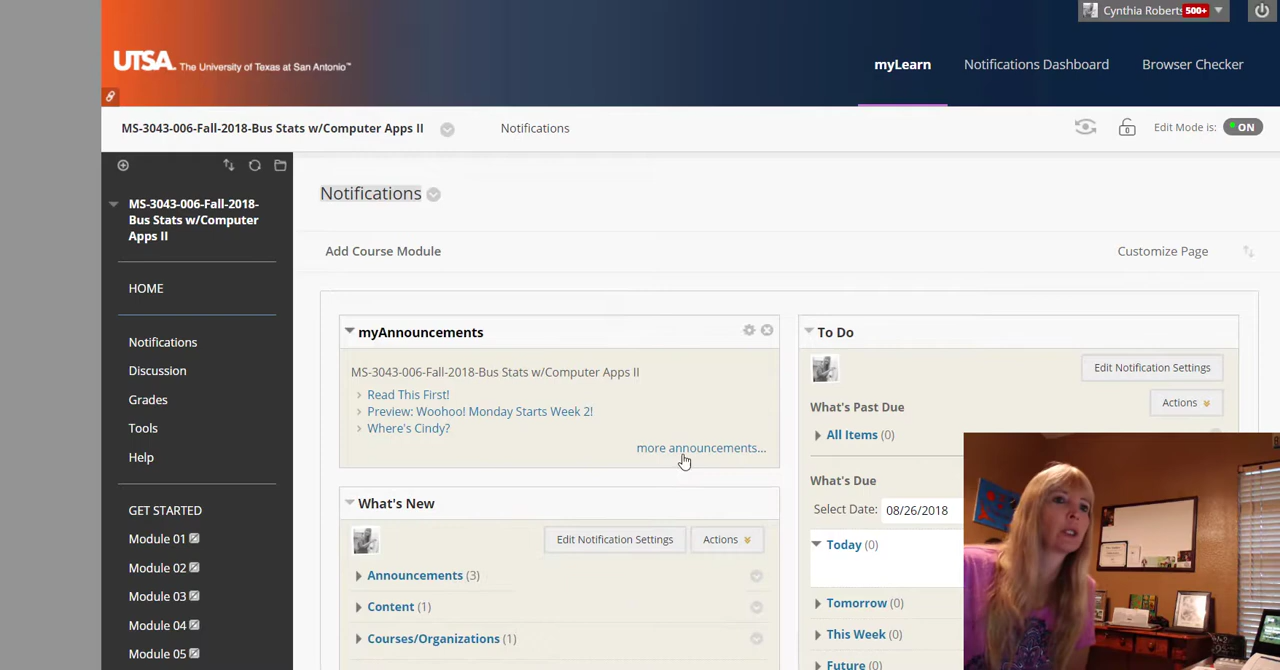 Cynthia Roberts 500+
UTSA. The University of Texas at San Antonio™
myLearn Notifications Dashboard Browser Checker
MS-3043-006-Fall-2018-Bus Stats w/Computer Apps II Notifications Edit Mode is: ON
MS-3043-006-Fall-2018-
Bus Stats w/Computer
Apps II
HOME
Notifications
Discussion
Grades
Tools
Help
GET STARTED
Module 01
Module 02
Module 03
Module 04
Module 05
Notifications
Add Course Module Customize Page
myAnnouncements
MS-3043-006-Fall-2018-Bus Stats w/Computer Apps II
Read This First!
Preview: Woohoo! Monday Starts Week 2!
Where's Cindy?
more announcements...
What's New
Edit Notification Settings Actions
Announcements (3)
Content (1)
Courses/Organizations (1)
To Do
Edit Notification Settings
Actions
What's Past Due
All Items (0)
What's Due
Select Date: 08/26/2018
Today (0)
Tomorrow (0)
This Week (0)
Future (0)